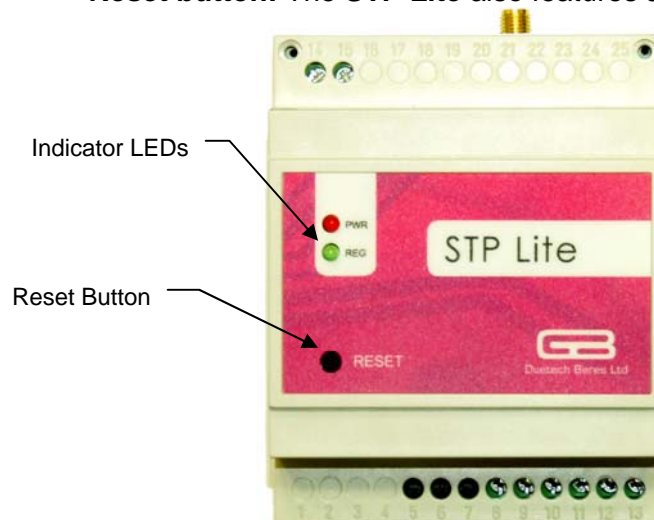 Reset button: The STP Lite also features a
14 15 16 17 18 19 20 21 22 23 24 25
Indicator LEDs
PWR
REG
STP Lite
Reset Button
RESET
GB
Beres Ltd
1 2 3 4 5 6 7 8 9 10 11 12 13